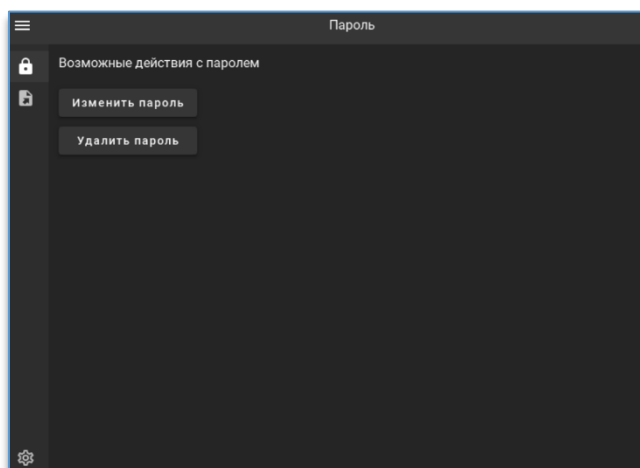 Пароль
Возможные действия с паролем
Изменить пароль
Удалить пароль